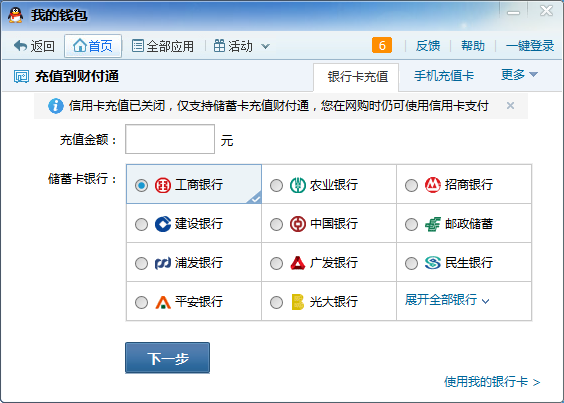 我的钱包
返回 首页 全部应用 活动 6 反馈 帮助 一键登录
充值到财付通 银行卡充值 手机充值卡 更多
信用卡充值已关闭，仅支持储蓄卡充值财付通，您在网购时仍可使用信用卡支付
充值金额： 元
储蓄卡银行： 工商银行 农业银行 招商银行
建设银行 中国银行 邮政储蓄
浦发银行 广发银行 民生银行
平安银行 光大银行 展开全部银行
下一步
使用我的银行卡 >